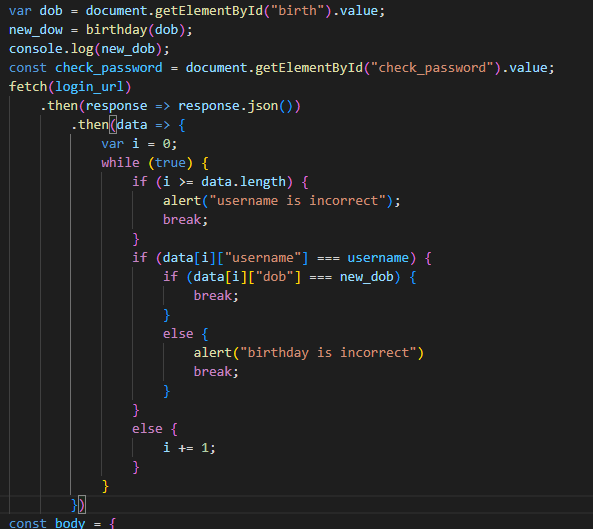 var dob = document.getElementById("birth").value;
new_dow = birthday(dob);
console.log(new_dob);
const check_password = document.getElementById("check_password").value;
fetch(login_url)
.then(response => response.json())
.then(data => {
var i = 0;
while (true) {
if (i >= data.length) {
alert("username is incorrect");
break;
}
if (data[i]["username"] === username) {
if (data[i]["dob"] === new_dob) {
break;
}
else {
alert("birthday is incorrect")
break;
}
}
else {
i += 1;
}
}
})
const body = {